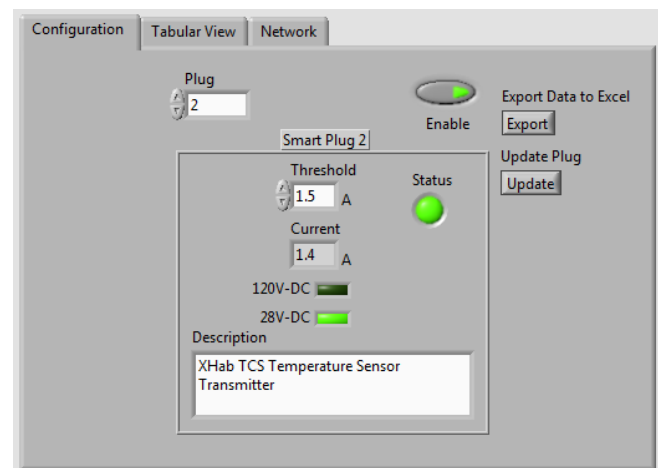 Configuration
Tabular View
Network
Plug
2
Enable
Export Data to Excel
Export
Update Plug
Update
Smart Plug 2
Threshold
1.5 A
Status
Current
1.4 A
120V-DC
28V-DC
Description
XHab TCS Temperature Sensor
Transmitter